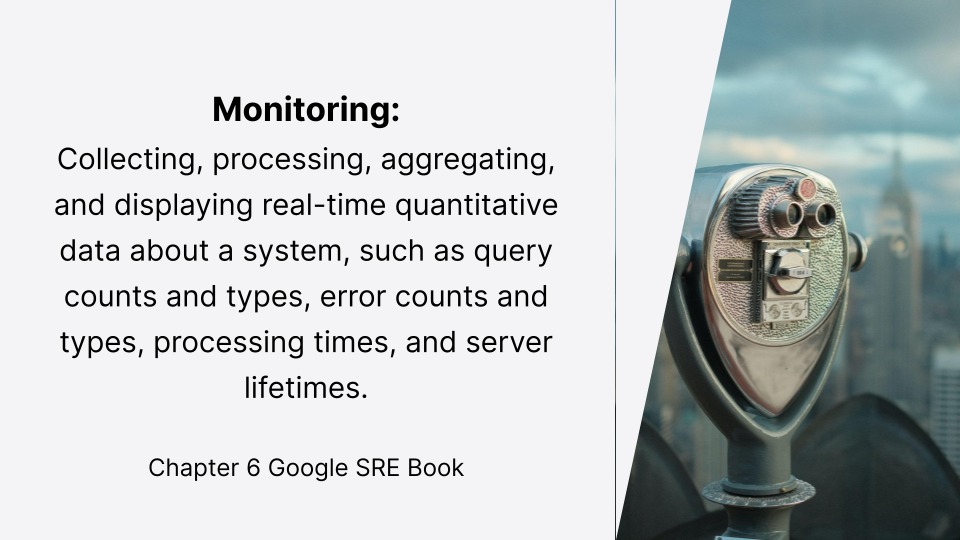 Monitoring:
Collecting, processing, aggregating,
and displaying real-time quantitative
data about a system, such as query
counts and types, error counts and
types, processing times, and server
lifetimes.
Chapter 6 Google SRE Book